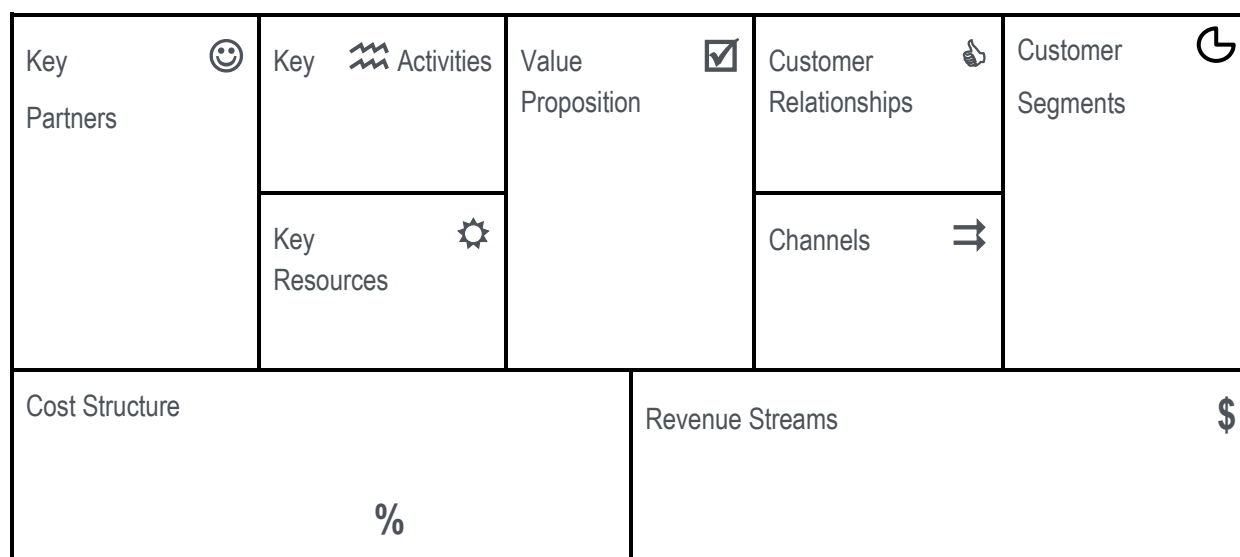 Key
Partners
Key Activities
Key
Resources
Value
Proposition
Customer
Relationships
Channels
Customer
Segments
Cost Structure
%
Revenue Streams $